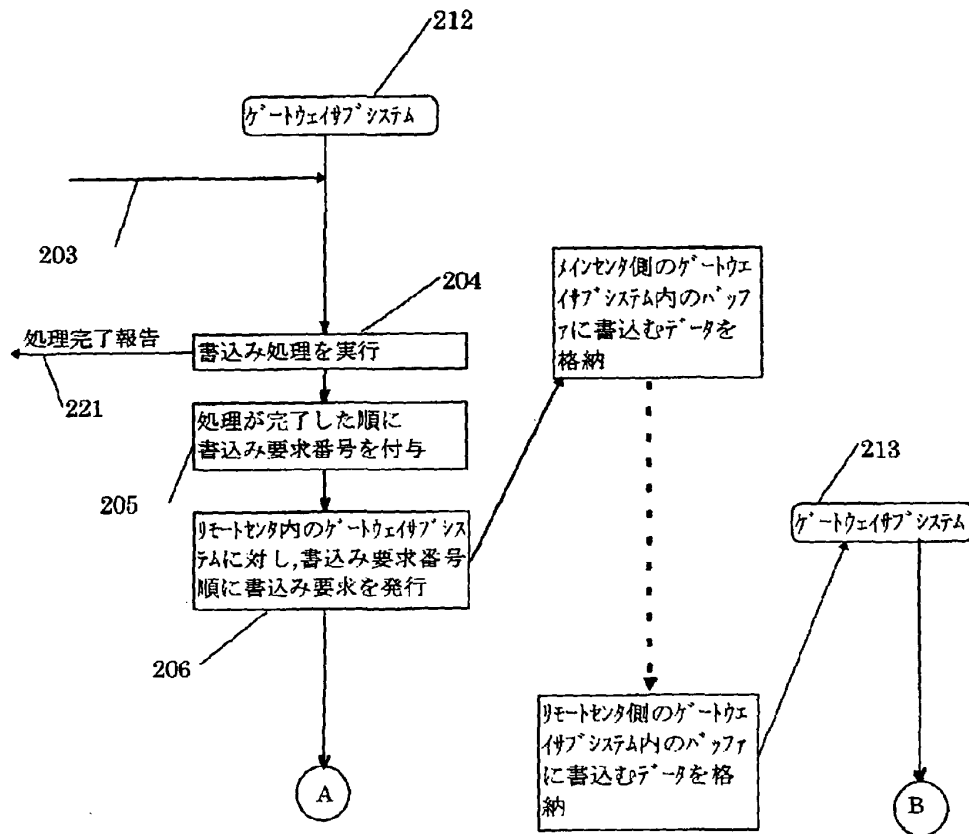 212
ゲートウェイサブシステム
203
204
処理完了報告
書込み処理を実行
221
処理が完了した順に
書込み要求番号を付与
205
リモートセンタ内のゲートウェイサブシス
テムに対し,書込み要求番号
順に書込み要求を発行
206
A
メインセンタ側のゲートウエ
イサブシステム内のバッフ
ァに書込むデータを
格納
リモートセンタ側のゲートウエ
イサブシステム内のバッファ
に書込むデータを格
納
213
ゲートウェイサブシステム
B